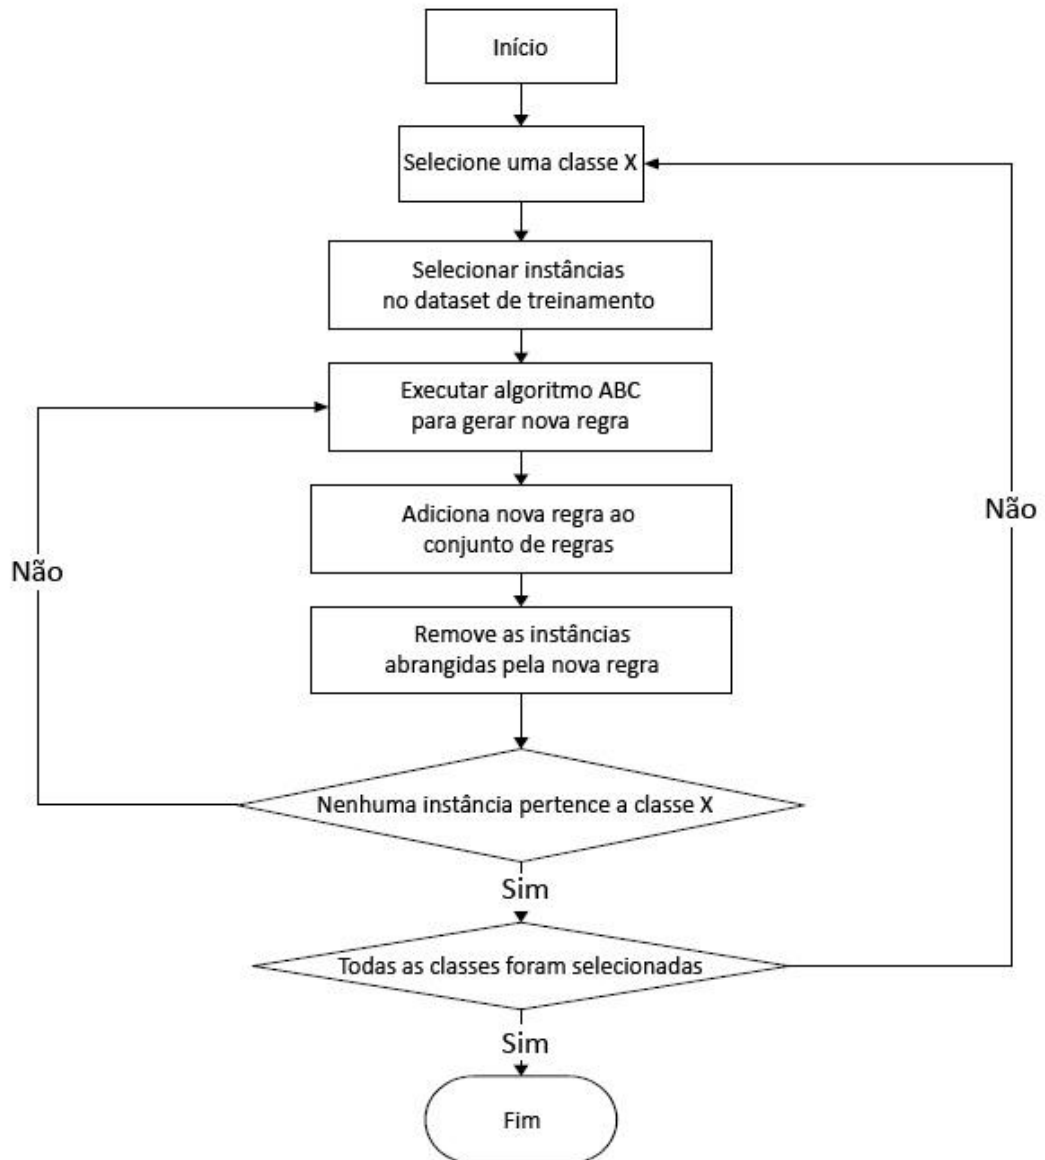 Início
Selecione uma classe X
Selecionar instâncias
no dataset de treinamento
Executar algoritmo ABC
para gerar nova regra
Adiciona nova regra ao
conjunto de regras
Não
Não
Remove as instâncias
abrangidas pela nova regra
Nenhuma instância pertence a classe X
Sim
Todas as classes foram selecionadas
Sim
Fim